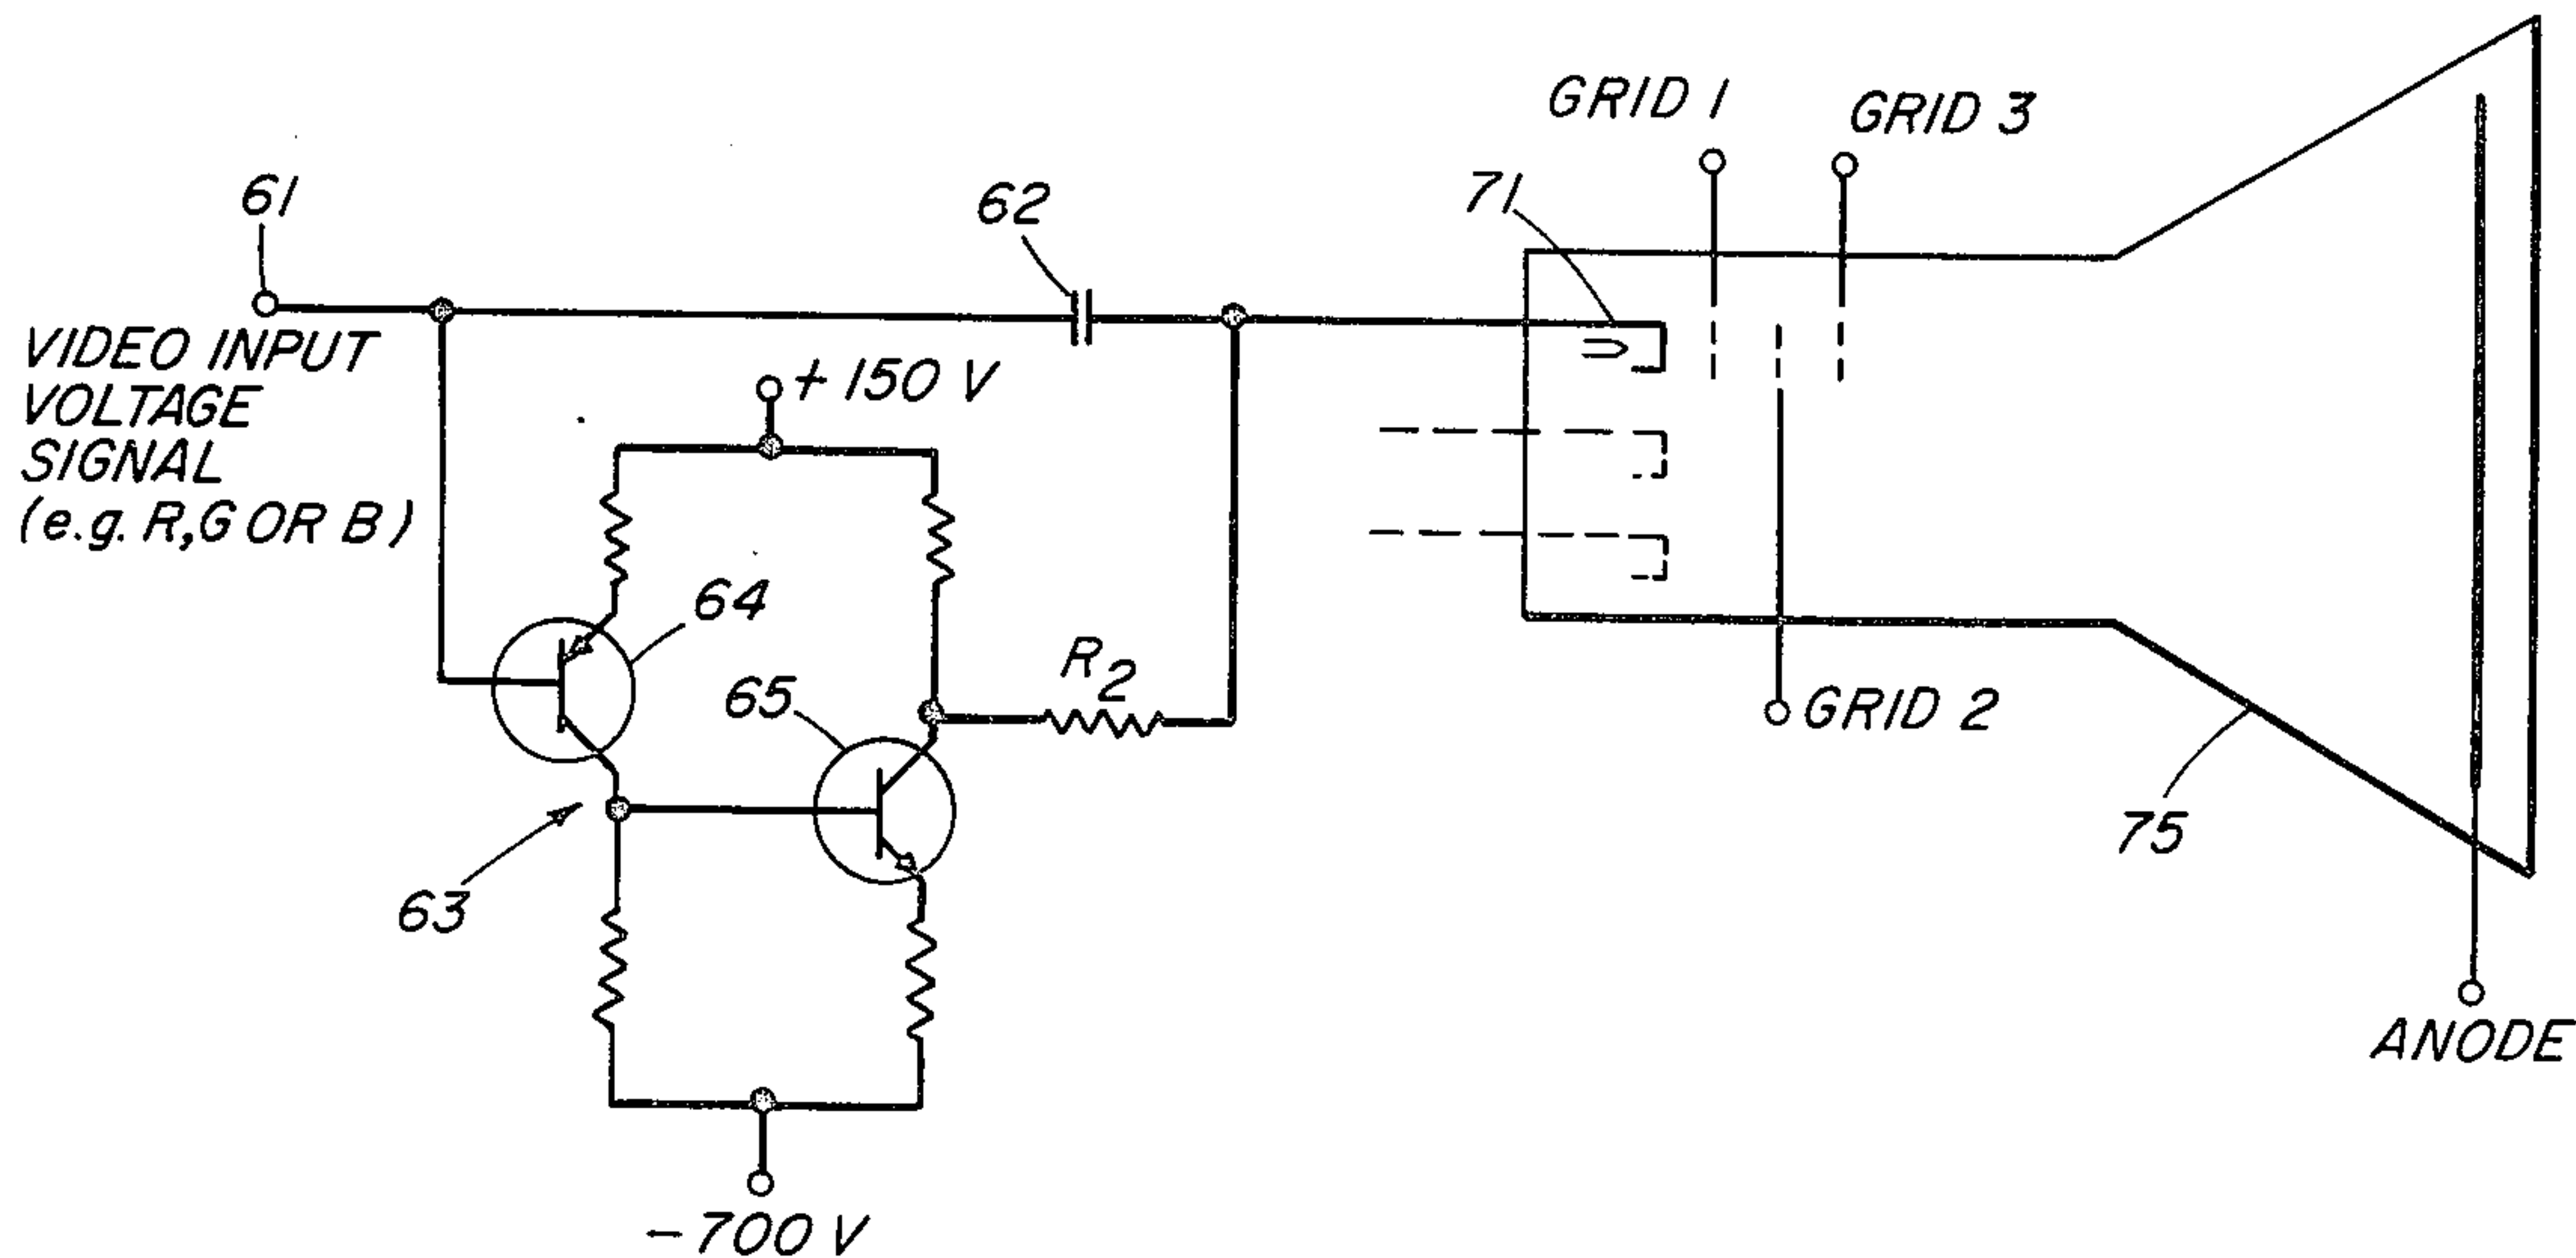 GRID 1
GRID 3
61
62
71
VIDEO INPUT
VOLTAGE
SIGNAL
(e.g. R,G OR B)
+ 150 V
64
65
R2
GRID 2
63
75
ANODE
- 700 V